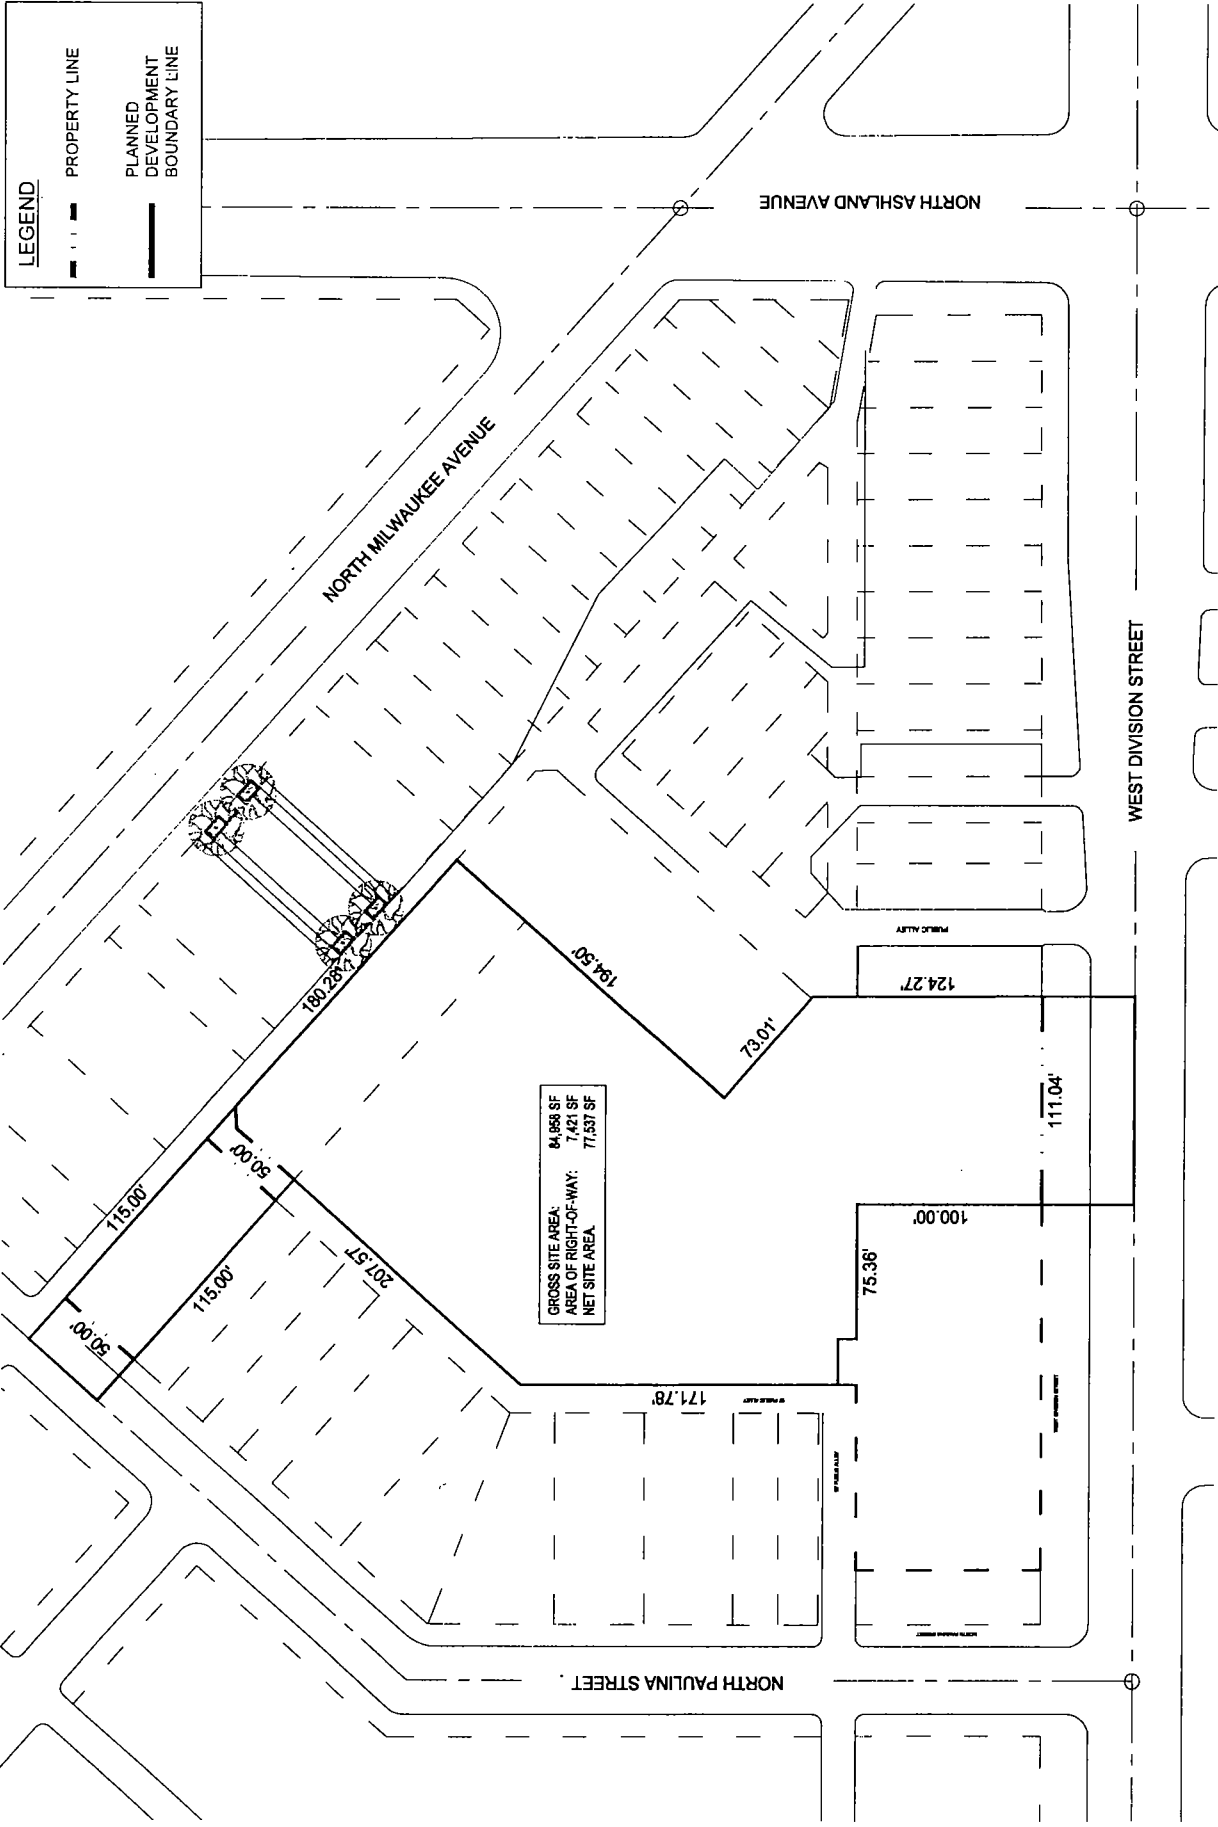 LEGEND
PROPERTY LINE
PLANNED
DEVELOPMENT
BOUNDARY LINE
NORTH ASHLAND AVENUE
NORTH MILWAUKEE AVENUE
WEST DIVISION STREET
PUBLIC ALLEY
180.28'
194.50'
73.01'
124.27'
111.04'
100.00'
75.36'
115.00'
50.00'
115.00'
50.00'
207.57'
171.78'
GROSS SITE AREA: 84,958 SF
AREA OF RIGHT-OF-WAY: 7,421 SF
NET SITE AREA 77,537 SF
NORTH PAULINA STREET